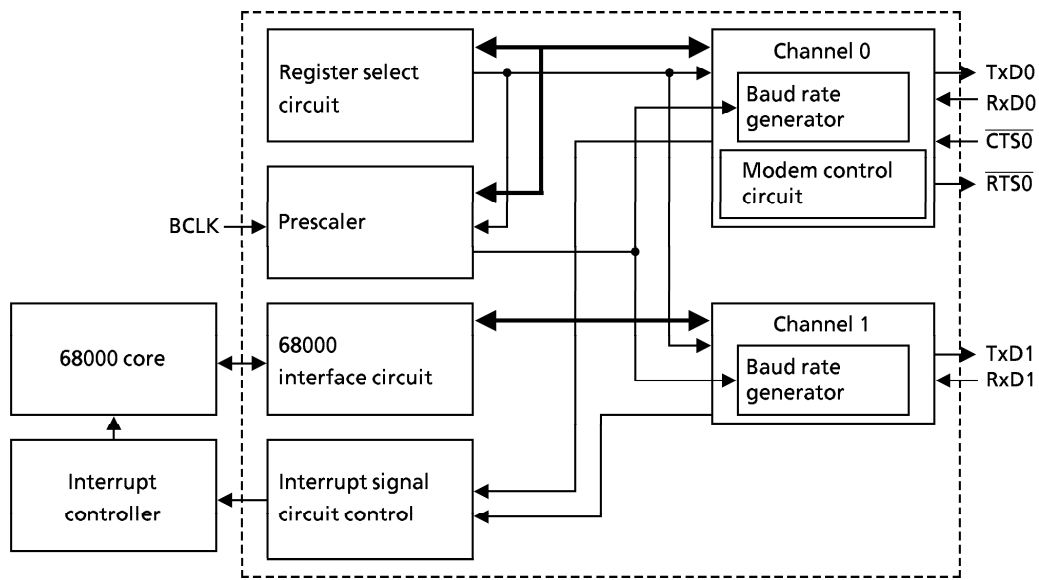 Register select
circuit
Channel 0
Baud rate
generator
Modem control
circuit
TxD0
RxD0
CTS0
RTS0
BCLK
Prescaler
68000 core
68000
interface circuit
Channel 1
Baud rate
generator
TxD1
RxD1
Interrupt
controller
Interrupt signal
circuit control